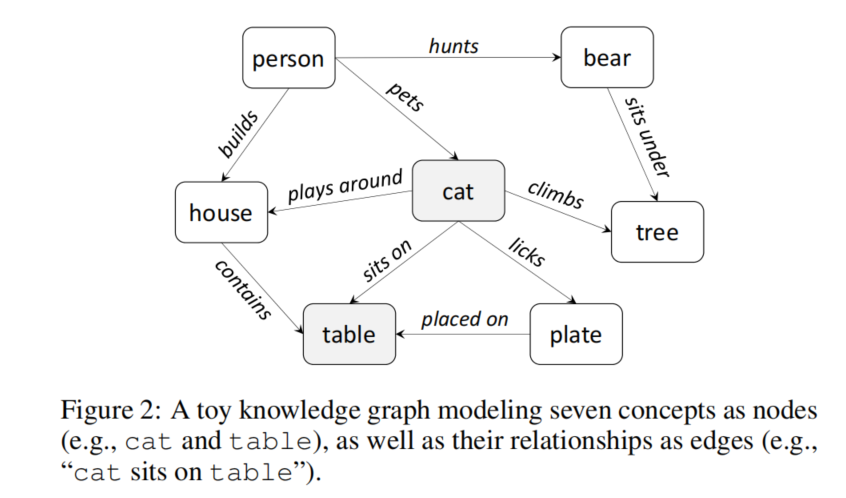 person
hunts
bear
pets
builds
sits under
house
plays around
cat
climbs
tree
contains
sits on
licks
table
placed on
plate
Figure 2: A toy knowledge graph modeling seven concepts as nodes
(e.g., cat and table), as well as their relationships as edges (e.g.,
“cat sits on table”).